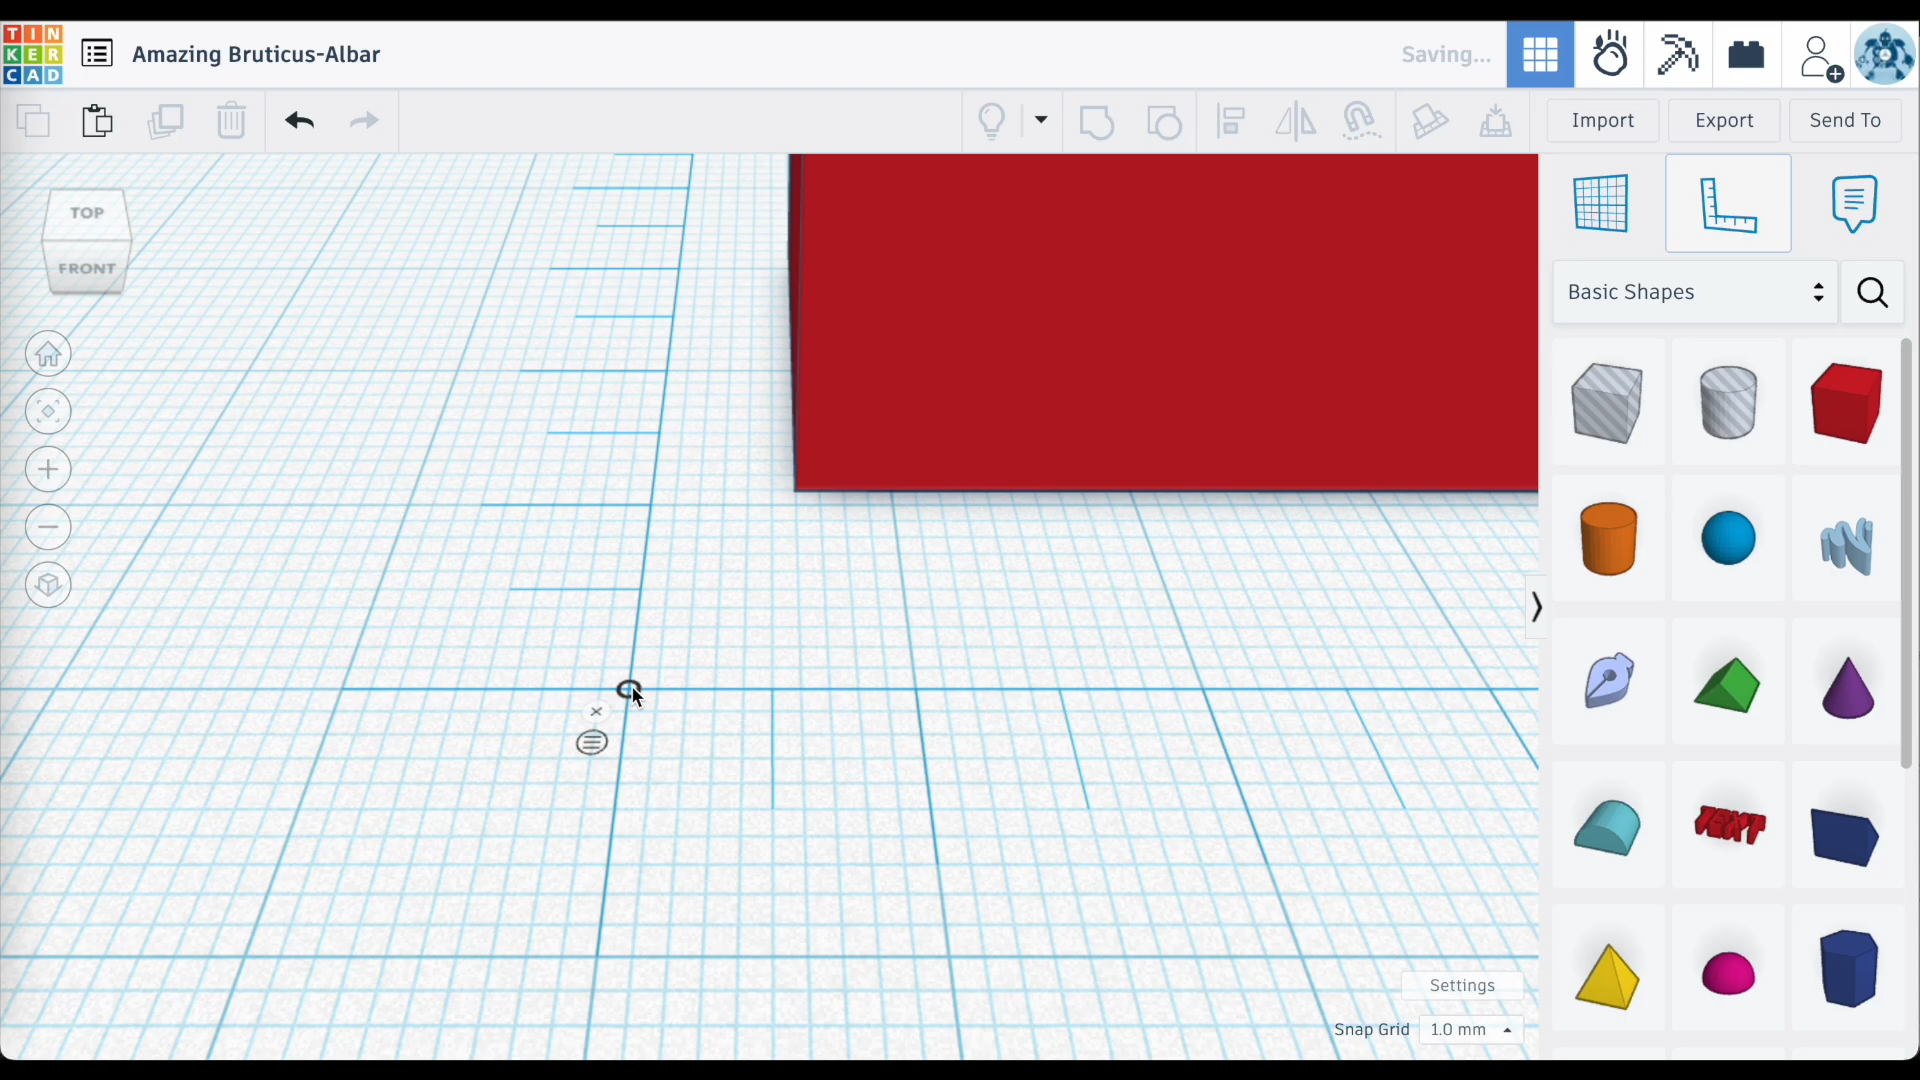 TIN
KER
CAD
Amazing Bruticus-Albar
Saving...
Import
Export
Send To
TOP
FRONT
Basic Shapes
TEXT
Settings
Snap Grid
1.0 mm